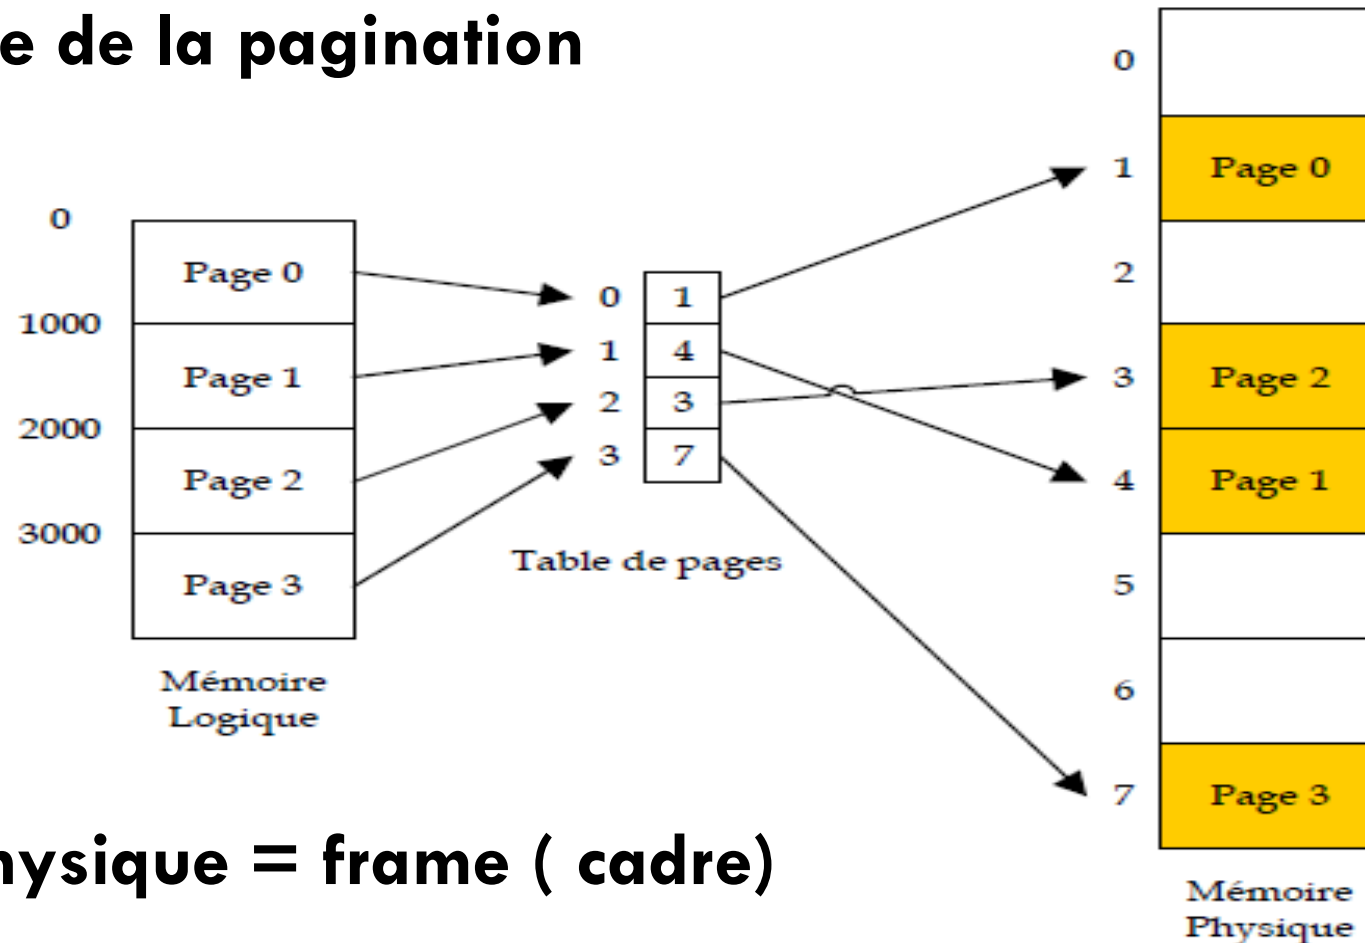 e de la pagination
0
1000
2000
3000
Page 0
Page 1
Page 2
Page 3
Mémoire
Logique
0 1
1 4
2 3
3 7
Table de pages
0
1 Page 0
2
3 Page 2
4 Page 1
5
6
7 Page 3
Mémoire
Physique
hysique = frame ( cadre)